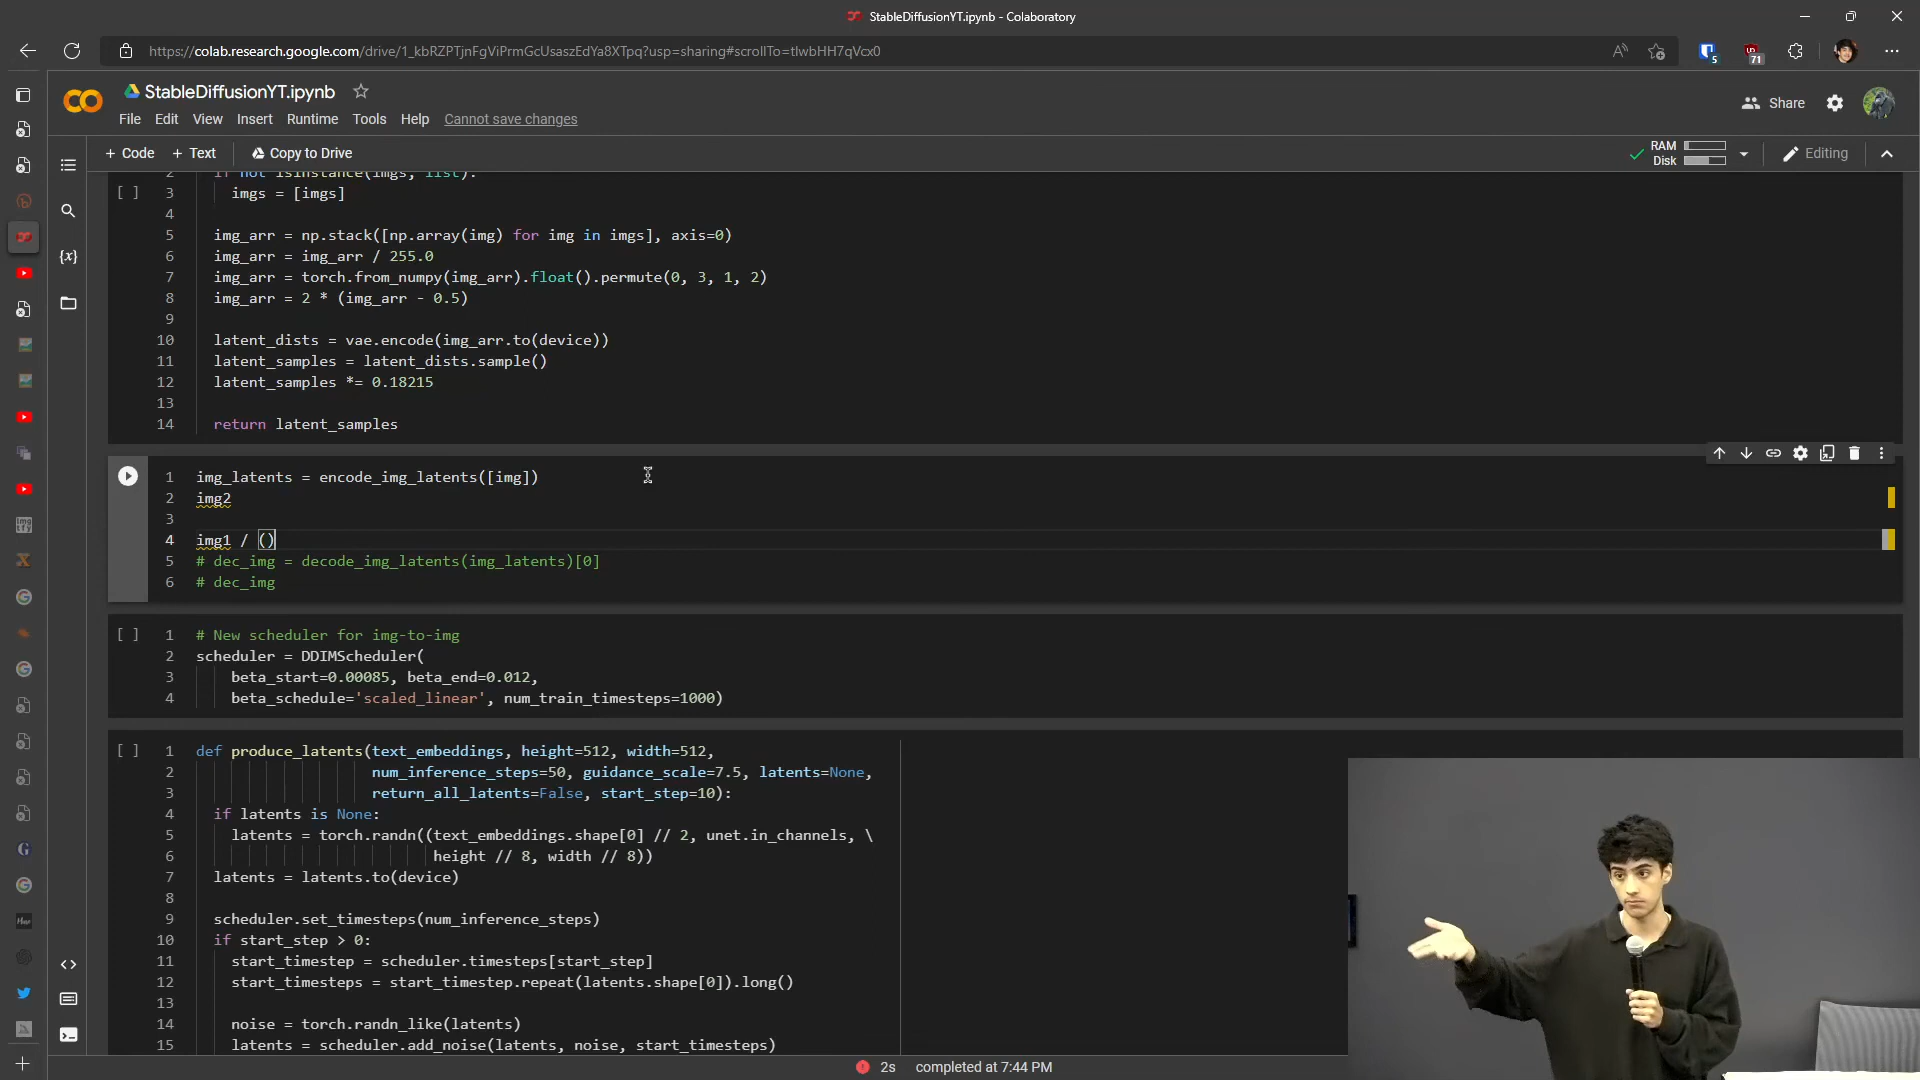 StableDiffusionYT.ipynb - Colaboratory
https://colab.research.google.com/drive/1_kbRZPTjnFgViPrmGcUsaszEdYa8XTpq?usp=sharing#scrollTo=tlwbHH7qVcx0
5
71
StableDiffusionYT.ipynb
File Edit View Insert Runtime Tools Help Cannot save changes
Share
+ Code + Text Copy to Drive
RAM
Disk
Editing
2 if not isinstance(imgs, list):
[ ] 3 imgs = [imgs]
4
5 img_arr = np.stack([np.array(img) for img in imgs], axis=0)
6 img_arr = img_arr / 255.0
7 img_arr = torch.from_numpy(img_arr).float().permute(0, 3, 1, 2)
8 img_arr = 2 * (img_arr - 0.5)
9
10 latent_dists = vae.encode(img_arr.to(device))
11 latent_samples = latent_dists.sample()
12 latent_samples *= 0.18215
13
14 return latent_samples
1 img_latents = encode_img_latents([img])
2 img2
3
4 img1 / ()
5 # dec_img = decode_img_latents(img_latents)[0]
6 # dec_img
[ ] 1 # New scheduler for img-to-img
2 scheduler = DDIMScheduler(
3 beta_start=0.00085, beta_end=0.012,
4 beta_schedule='scaled_linear', num_train_timesteps=1000)
[ ] 1 def produce_latents(text_embeddings, height=512, width=512,
2 num_inference_steps=50, guidance_scale=7.5, latents=None,
3 return_all_latents=False, start_step=10):
4 if latents is None:
5 latents = torch.randn((text_embeddings.shape[0] // 2, unet.in_channels, \
6 height // 8, width // 8))
7 latents = latents.to(device)
8
9 scheduler.set_timesteps(num_inference_steps)
10 if start_step > 0:
11 start_timestep = scheduler.timesteps[start_step]
12 start_timesteps = start_timestep.repeat(latents.shape[0]).long()
13
14 noise = torch.randn_like(latents)
15 latents = scheduler.add_noise(latents, noise, start_timesteps)
2s completed at 7:44 PM